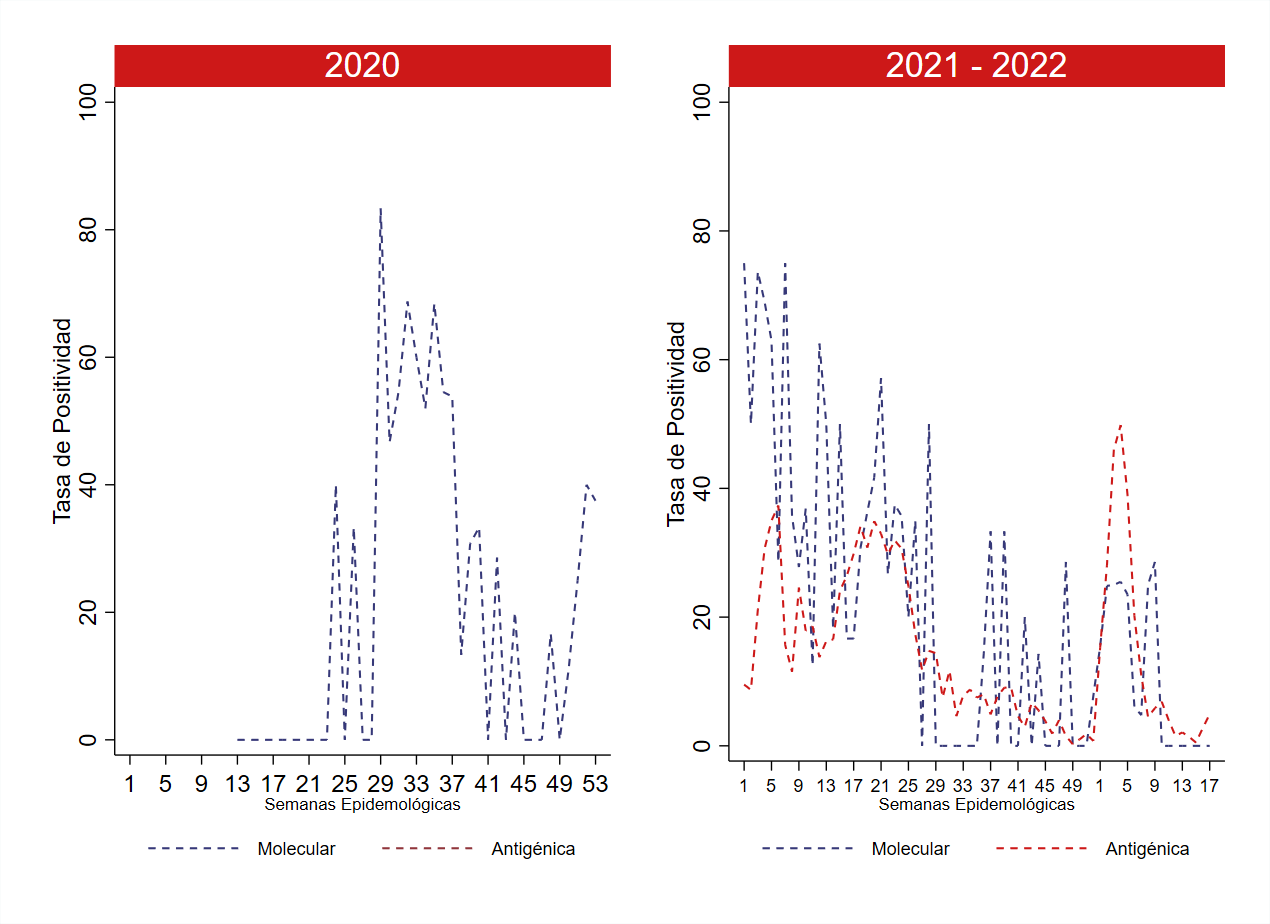 2020
100
80
60
40
20
0
Tasa de Positividad
1 5 9 13 17 21 25 29 33 37 41 45 49 53
Semanas Epidemológicas
Molecular Antigénica
2021 - 2022
100
80
60
40
20
0
Tasa de Positividad
1 5 9 13 17 21 25 29 33 37 41 45 49 1 5 9 13 17
Semanas Epidemológicas
Molecular Antigénica